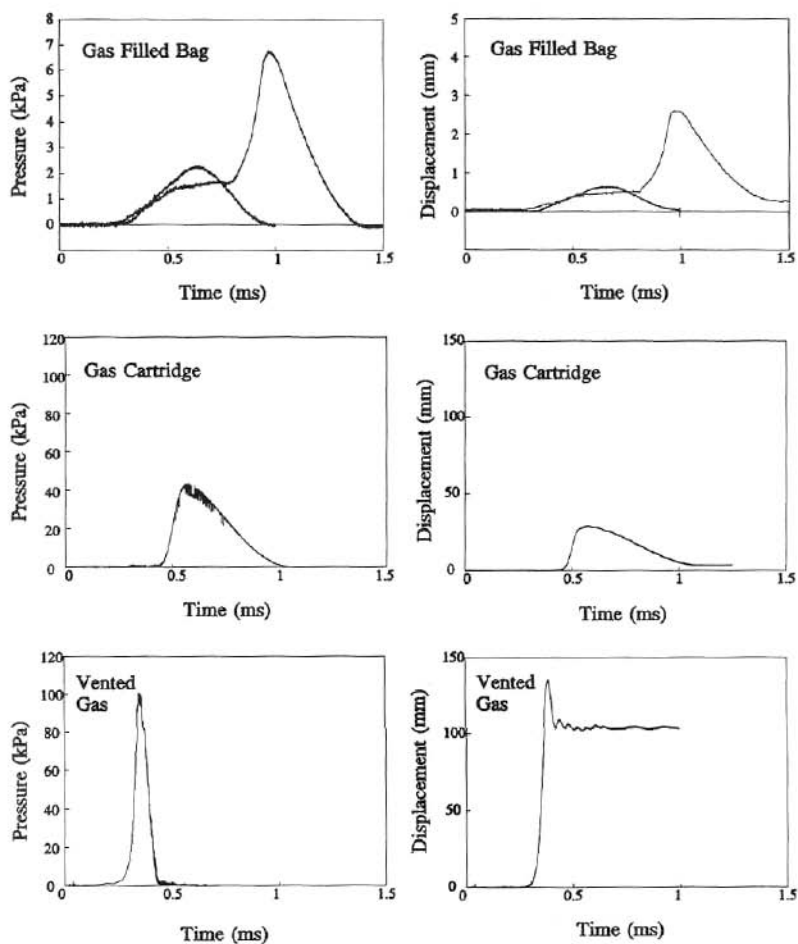 Gas Filled Bag
Pressure (kPa)
8
7
6
5
4
3
2
1
0
0 0.5 1 1.5
Time (ms)
Gas Filled Bag
Displacement (mm)
5
4
3
2
1
0
0 0.5 1 1.5
Time (ms)
Gas Cartridge
Pressure (kPa)
120
100
80
60
40
20
0
0 0.5 1 1.5
Time (ms)
Gas Cartridge
Displacement (mm)
150
100
50
0
0 0.5 1 1.5
Time (ms)
Vented
Gas
Pressure (kPa)
120
100
80
60
40
20
0
0 0.5 1 1.5
Time (ms)
Vented
Gas
Displacement (mm)
150
100
50
0
0 0.5 1 1.5
Time (ms)